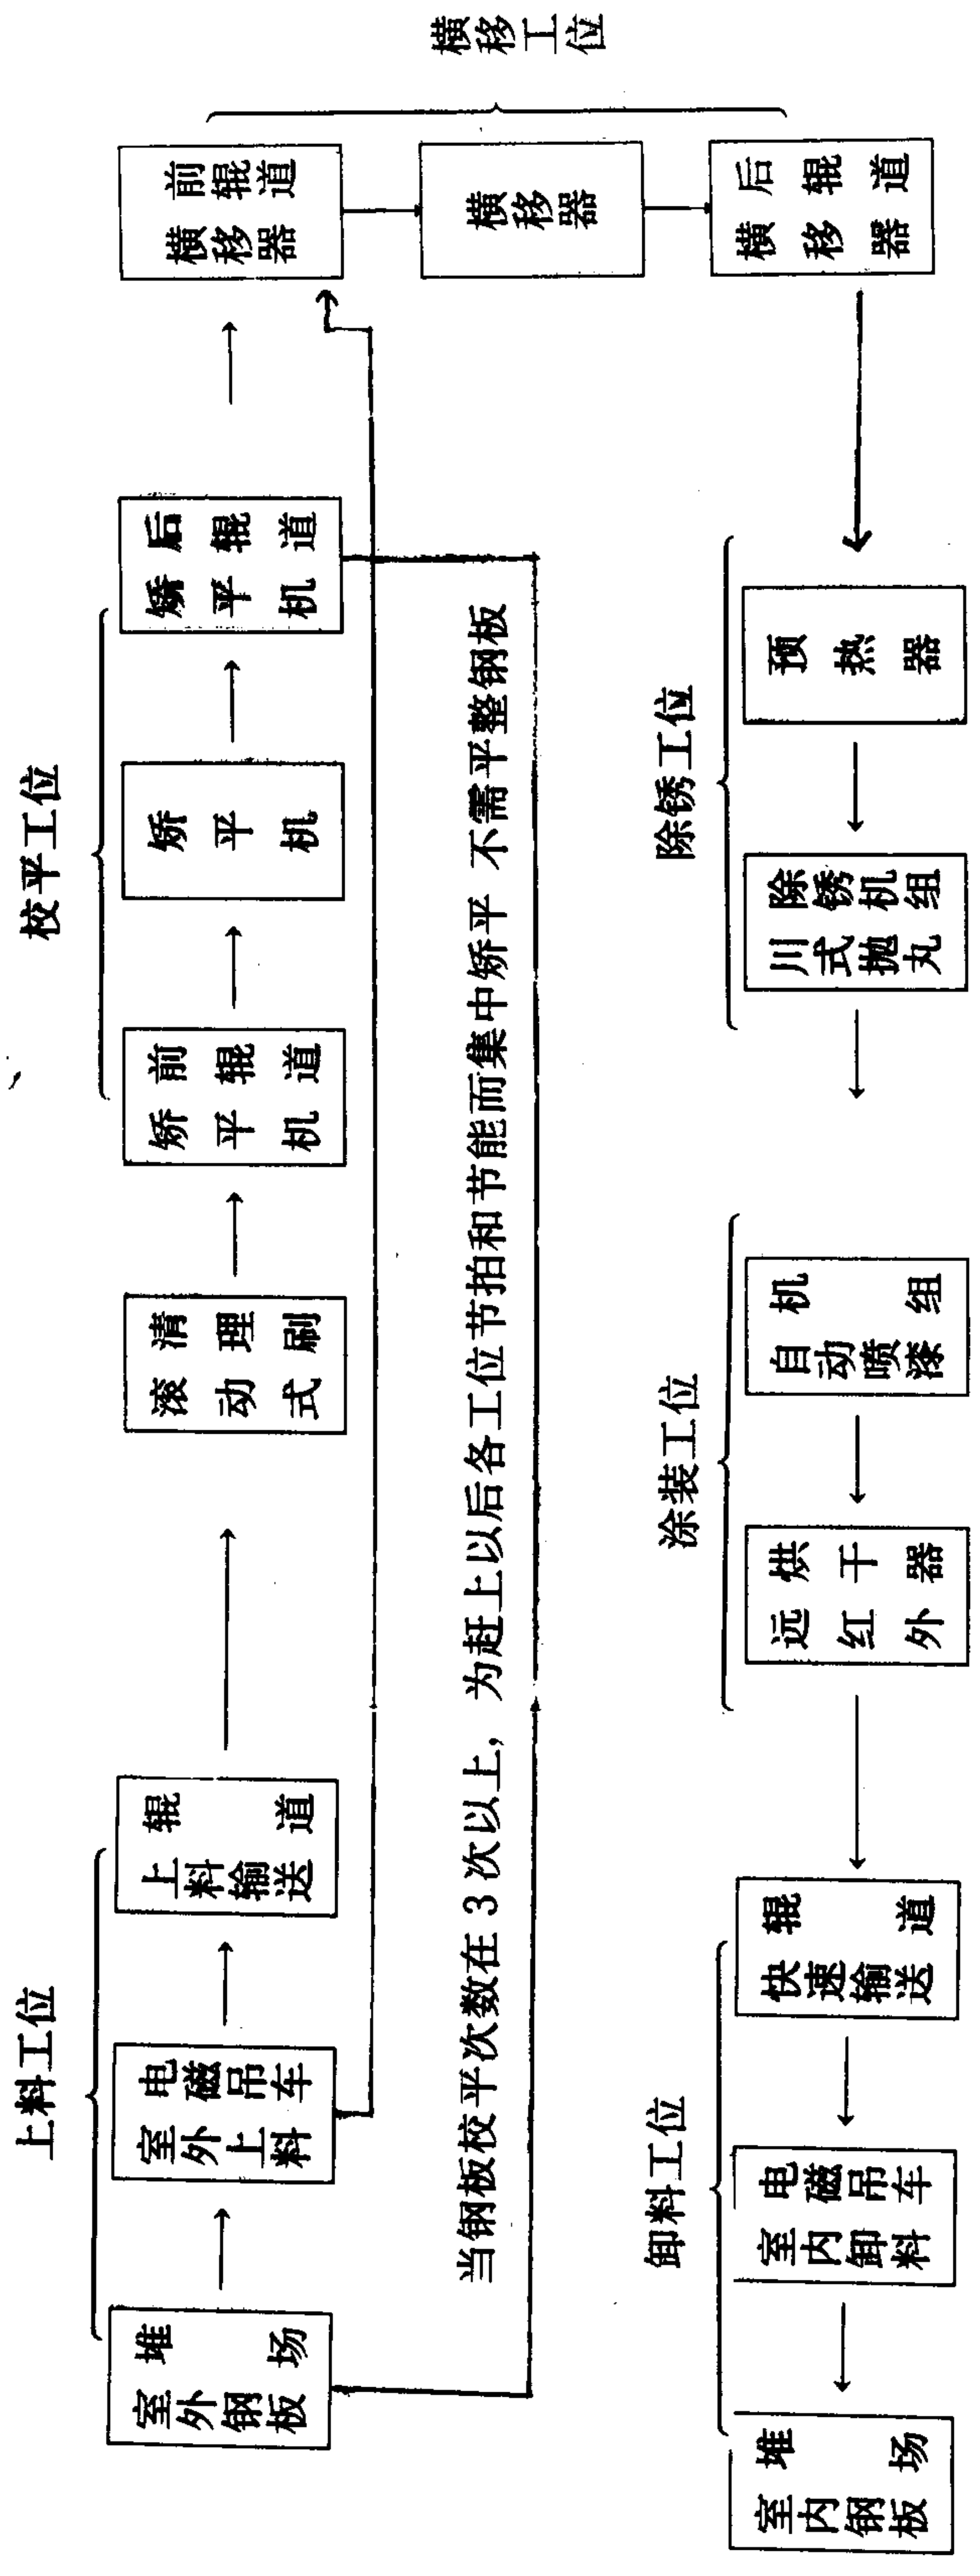 上料工位
室外钢板
堆场
室外上料
电磁吊车
上料输送
辊道
滚动式
清理刷
校平工位
矫平机
前辊道
矫平机
矫平机
后辊道
横移器
前辊道
横移工位
横移器
横移器
后辊道
当钢板校平次数在3次以上，为赶上以后各工位节拍和节能而集中矫平 不需平整钢板
除锈工位
预热器
川式抛丸
除锈机组
涂装工位
自动喷漆
机组
远红外
烘干器
卸料工位
快速输送
辊道
室内卸料
电磁吊车
室内钢板
堆场